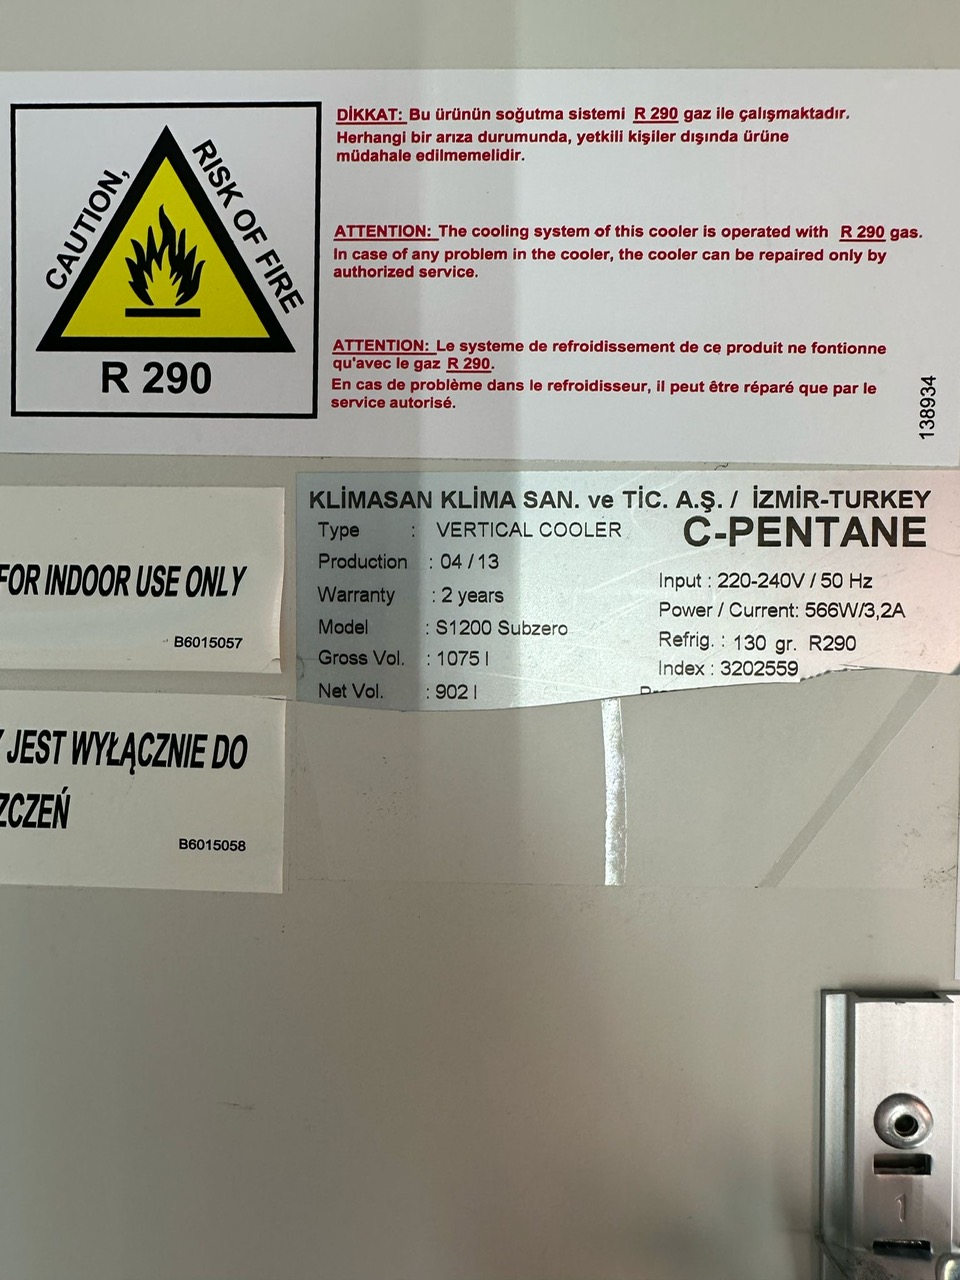 CAUTION, RISK OF FIRE
R 290
DİKKAT: Bu ürünün soğutma sistemi R 290 gaz ile çalışmaktadır.
Herhangi bir arıza durumunda, yetkili kişiler dışında ürüne
müdahale edilmemelidir.
ATTENTION: The cooling system of this cooler is operated with R 290 gas.
In case of any problem in the cooler, the cooler can be repaired only by
authorized service.
ATTENTION: Le systeme de refroidissement de ce produit ne fontionne
qu'avec le gaz R 290.
En cas de problème dans le refroidisseur, il peut être réparé que par le
service autorisé.
138934
FOR INDOOR USE ONLY
B6015057
JEST WYŁĄCZNIE DO
ZCZEŃ
B6015058
KLİMASAN KLİMA SAN. ve TİC. A.Ş. / İZMİR-TURKEY
C-PENTANE
Type : VERTICAL COOLER
Production : 04 / 13
Warranty : 2 years
Model : S1200 Subzero
Gross Vol. : 1075 l
Net Vol. : 902 l
Input : 220-240V / 50 Hz
Power / Current: 566W/3,2A
Refrig. : 130 gr. R290
Index : 3202559
1